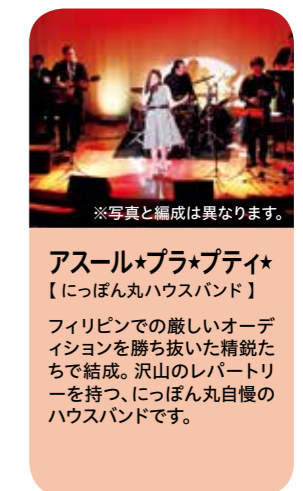 ※写真と編成は異なります。
アスール★プラ★プティ★
【にっぽん丸ハウスバンド】
フィリピンでの厳しいオーデ
ィションを勝ち抜いた精鋭た
ちで結成。沢山のレパートリ
ーを持つ、にっぽん丸自慢の
ハウスバンドです。